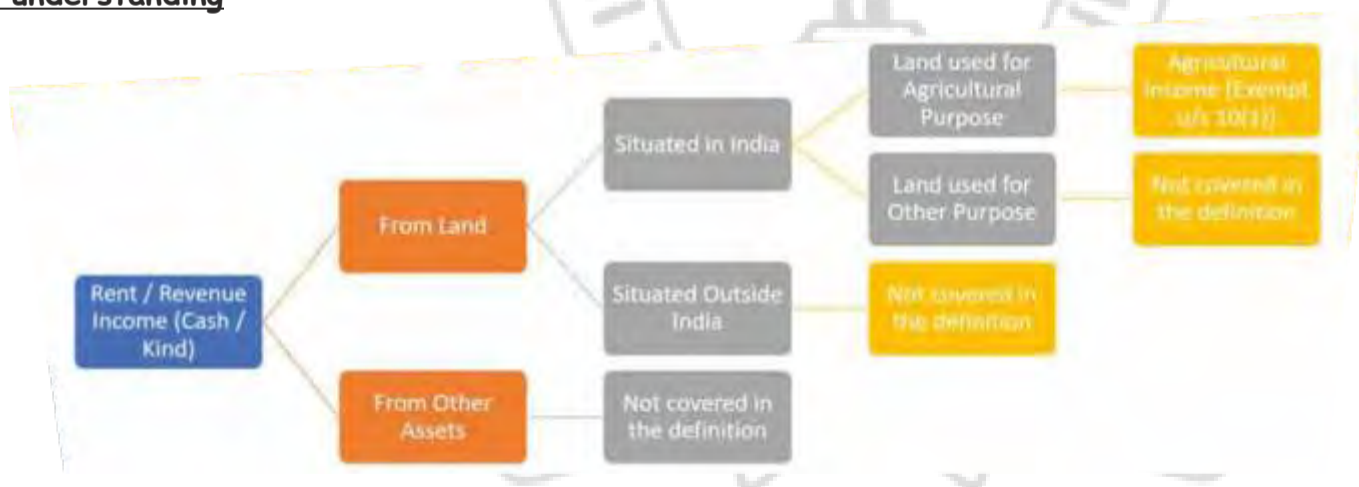 understanding
Land used for
Agricultural
Purpose
Agricultural
Income (Exempt
u/s 10(1))
Situated in India
Land used for
Other Purpose
Not covered in
the definition
From Land
Rent / Revenue
Income (Cash /
Kind)
Situated Outside
India
Not covered in
the definition
From Other
Assets
Not covered in
the definition